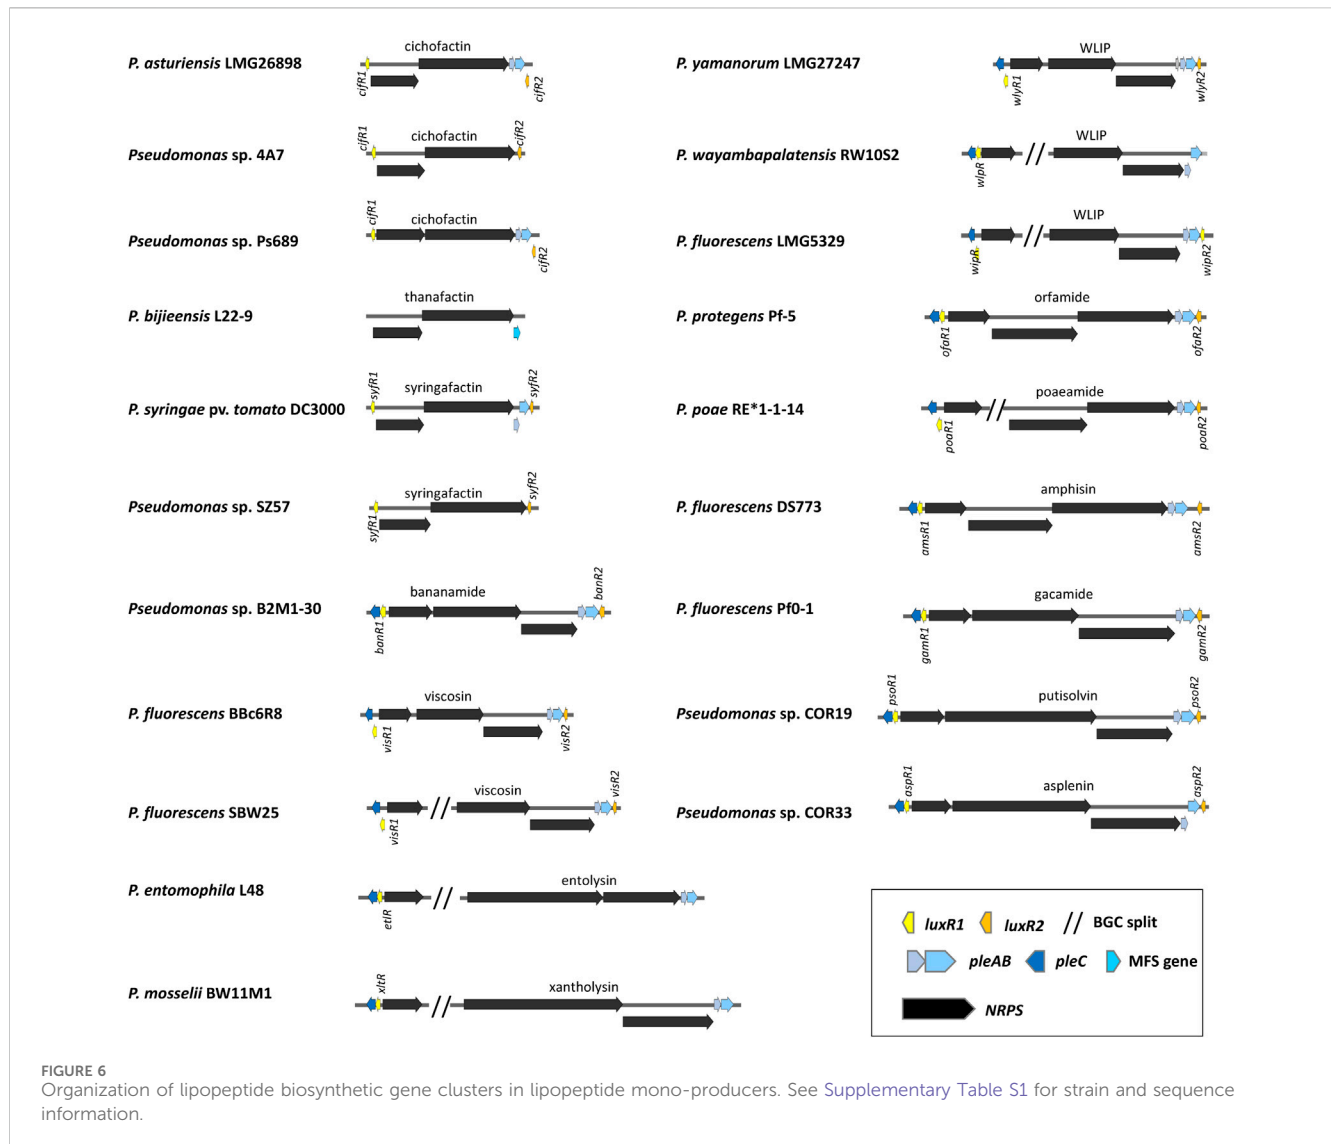 P. asturiensis LMG26898
cichofactin
cifR1
cifR2
Pseudomonas sp. 4A7
cifR1
cichofactin
cifR2
Pseudomonas sp. Ps689
cifR1
cichofactin
cifR2
P. bijieensis L22-9
thanafactin
P. syringae pv. tomato DC3000
syfR1
syringafactin
syfR2
Pseudomonas sp. SZ57
syfR1
syringafactin
syfR2
Pseudomonas sp. B2M1-30
banR1
bananamide
banR2
P. fluorescens BBc6R8
viscosin
visR1
visR2
P. fluorescens SBW25
visR1
viscosin
visR2
P. entomophila L48
etlR
entolysin
P. mosselii BW11M1
xltR
xantholysin
P. yamanorum LMG27247
WLIP
wlyR1
wlyR2
P. wayambapalatensis RW10S2
WLIP
wlpR
P. fluorescens LMG5329
WLIP
wipR
wipR2
P. protegens Pf-5
orfamide
ofaR1
ofaR2
P. poae RE*1-1-14
poaeamide
poaR1
poaR2
P. fluorescens DS773
amphisin
amsR1
amsR2
P. fluorescens Pf0-1
gacamide
gamR1
gamR2
Pseudomonas sp. COR19
psoR1
putisolvin
psoR2
Pseudomonas sp. COR33
aspR1
asplenin
aspR2
luxR1 luxR2 // BGC split
pleAB pleC MFS gene
NRPS
FIGURE 6
Organization of lipopeptide biosynthetic gene clusters in lipopeptide mono-producers. See Supplementary Table S1 for strain and sequence
information.